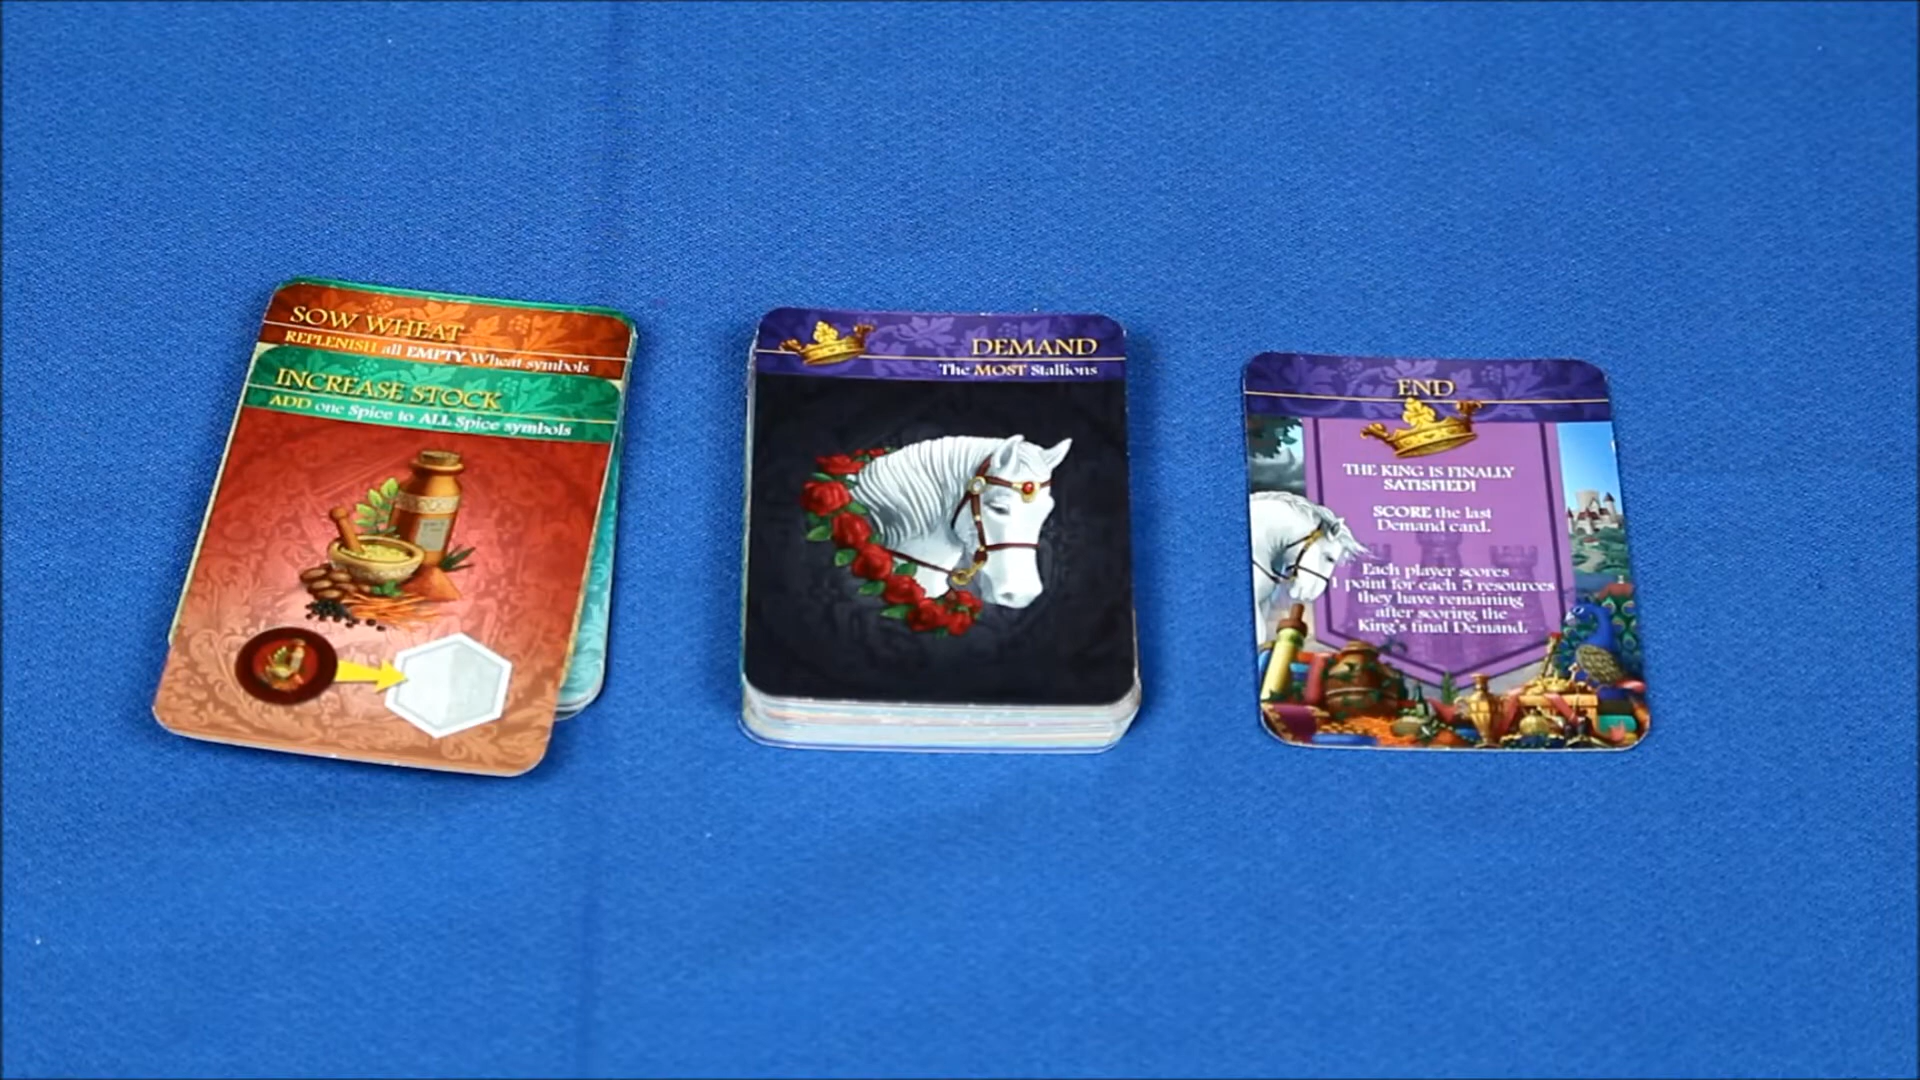 SOW WHEAT
REPLENISH all EMPTY Wheat symbols
INCREASE STOCK
ADD one Spice to ALL Spice symbols
DEMAND
The MOST Stallions
END
THE KING IS FINALLY
SATISFIED!
SCORE the last
Demand card.
Each player scores
1 point for each 5 resources
they have remaining
after scoring the
King's final Demand.